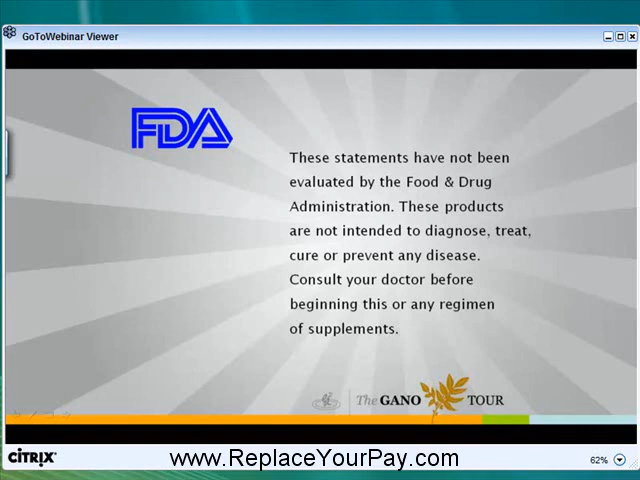 GoToWebinar Viewer
FDA
These statements have not been
evaluated by the Food & Drug
Administration. These products
are not intended to diagnose, treat,
cure or prevent any disease.
Consult your doctor before
beginning this or any regimen
of supplements.
The GANO TOUR
CITRIX
www.ReplaceYourPay.com
62%